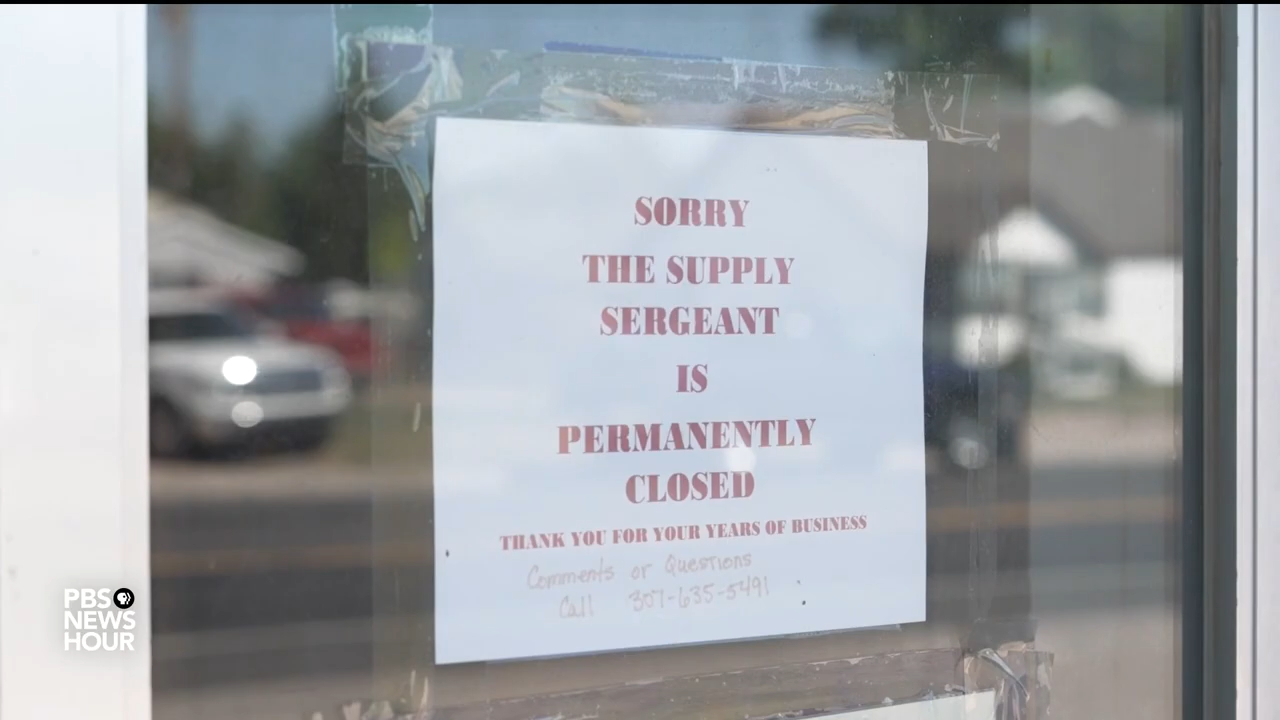 SORRY
THE SUPPLY
SERGEANT
IS
PERMANENTLY
CLOSED
THANK YOU FOR YOUR YEARS OF BUSINESS
Comments or Questions
Call 307-635-5491
PBS
NEWS
HOUR